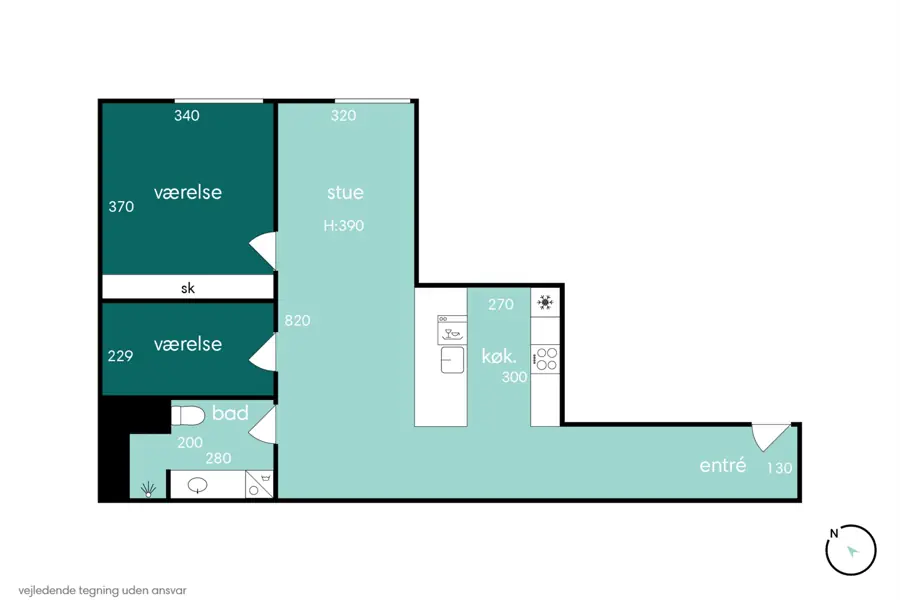 340
320
værelse
stue
370
H:390
sk
270
820
værelse
229
køk.
300
bad
200
280
entré
130
N
vejledende tegning uden ansvar